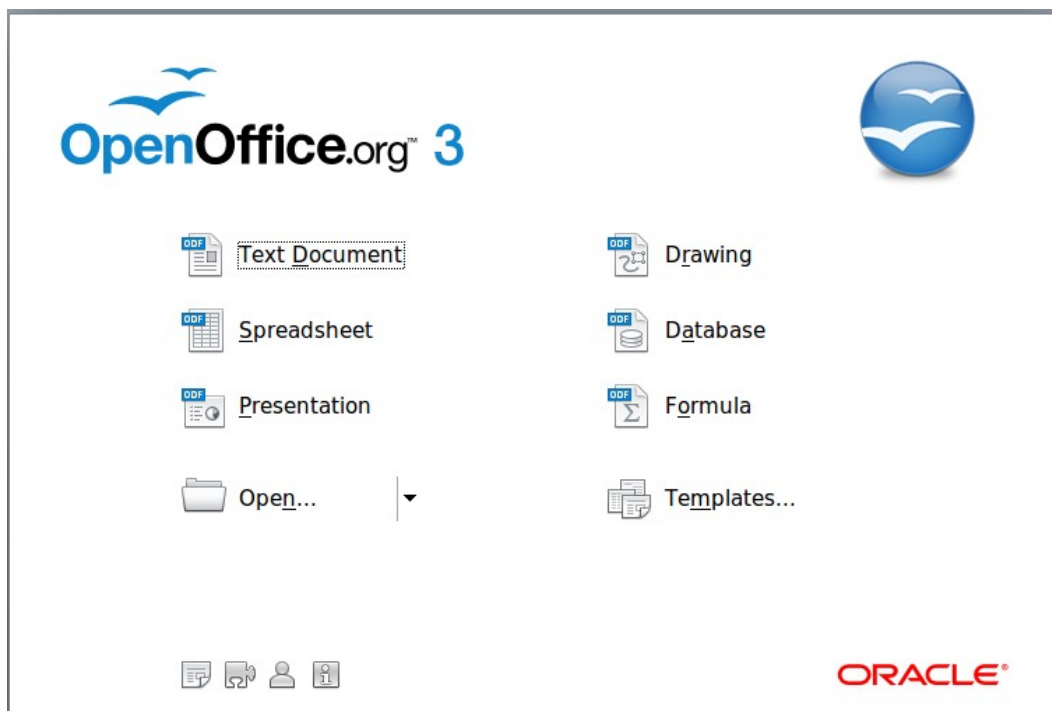 OpenOffice.org™ 3
ODF Text Document
ODF Drawing
ODF Spreadsheet
ODF Database
ODF Presentation
ODF Formula
Open...
Templates...
ORACLE®